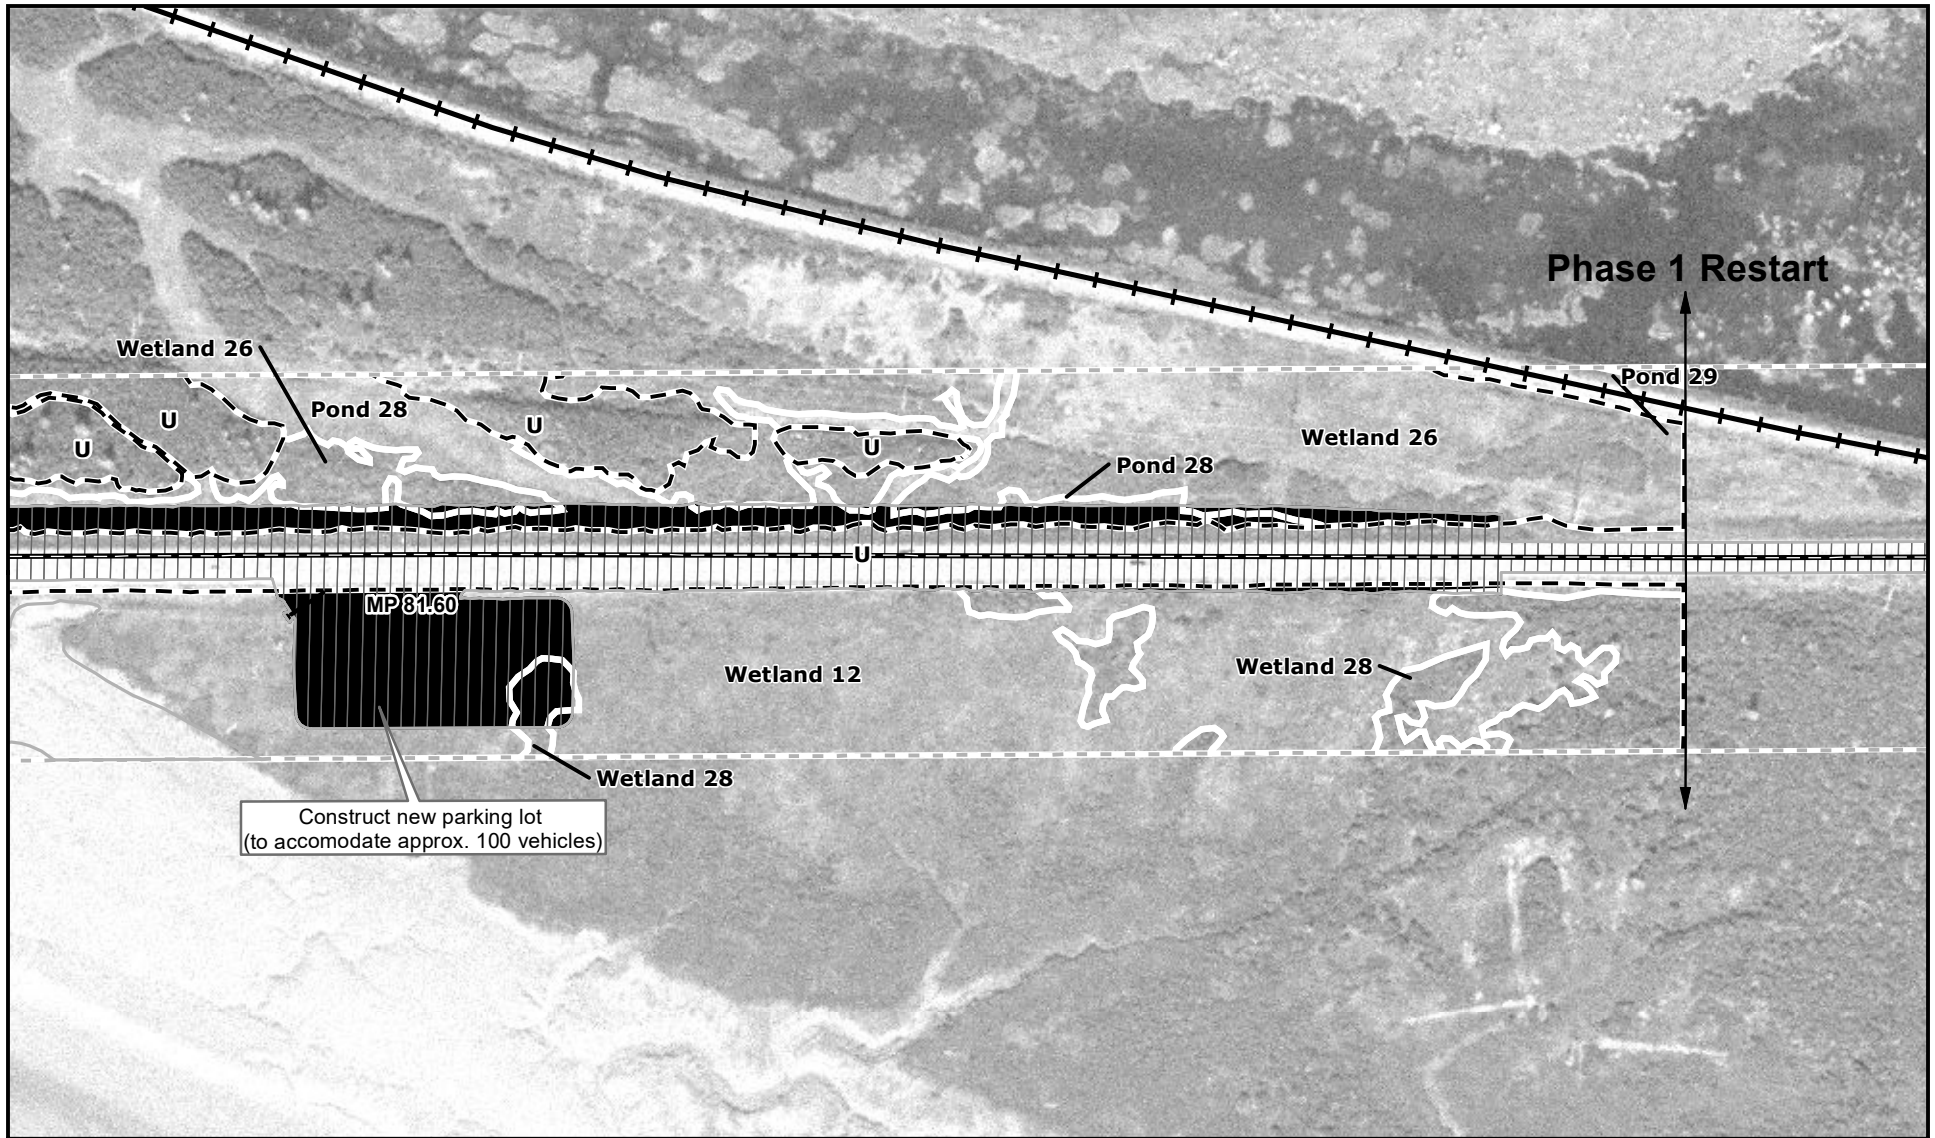 Phase 1 Restart
Wetland 26
Pond 29
Pond 28
U
U
U
Wetland 26
U
U
Pond 28
U
MP 81.60
Wetland 12
Wetland 28
Wetland 28
Construct new parking lot
(to accomodate approx. 100 vehicles)